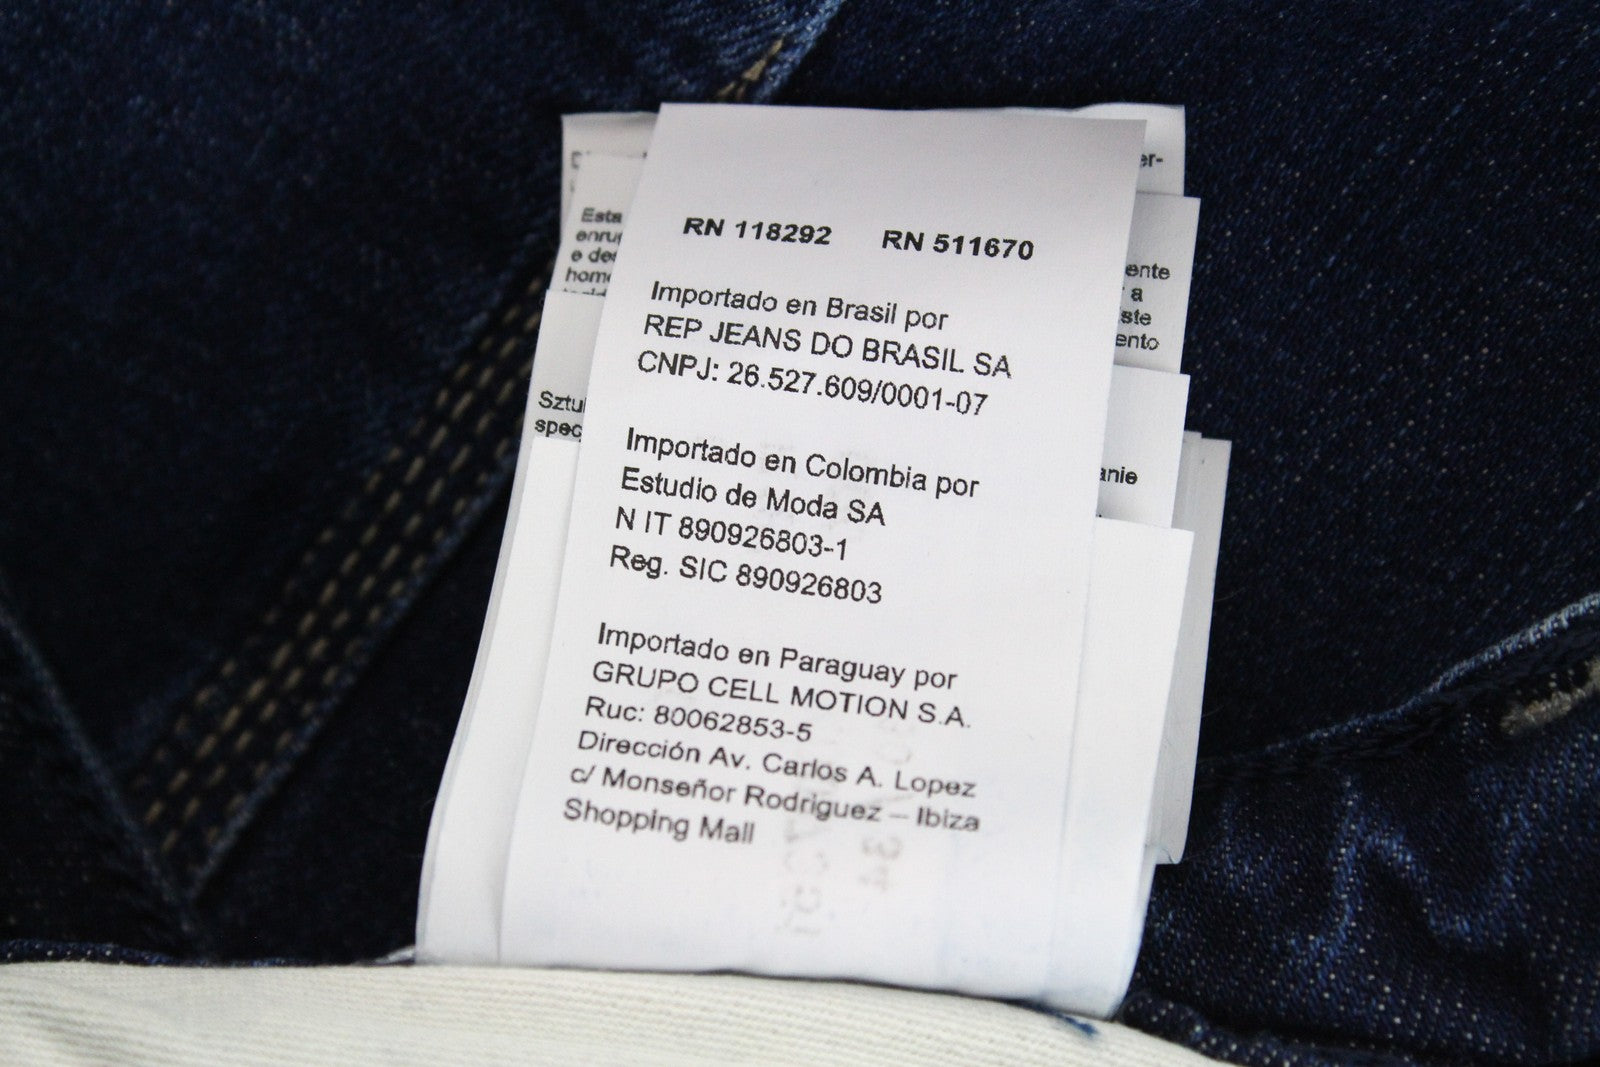 RN 118292 RN 511670
Importado en Brasil por
REP JEANS DO BRASIL SA
CNPJ: 26.527.609/0001-07
Importado en Colombia por
Estudio de Moda SA
N IT 890926803-1
Reg. SIC 890926803
Importado en Paraguay por
GRUPO CELL MOTION S.A.
Ruc: 80062853-5
Dirección Av. Carlos A. Lopez
c/ Monseñor Rodriguez – Ibiza
Shopping Mall